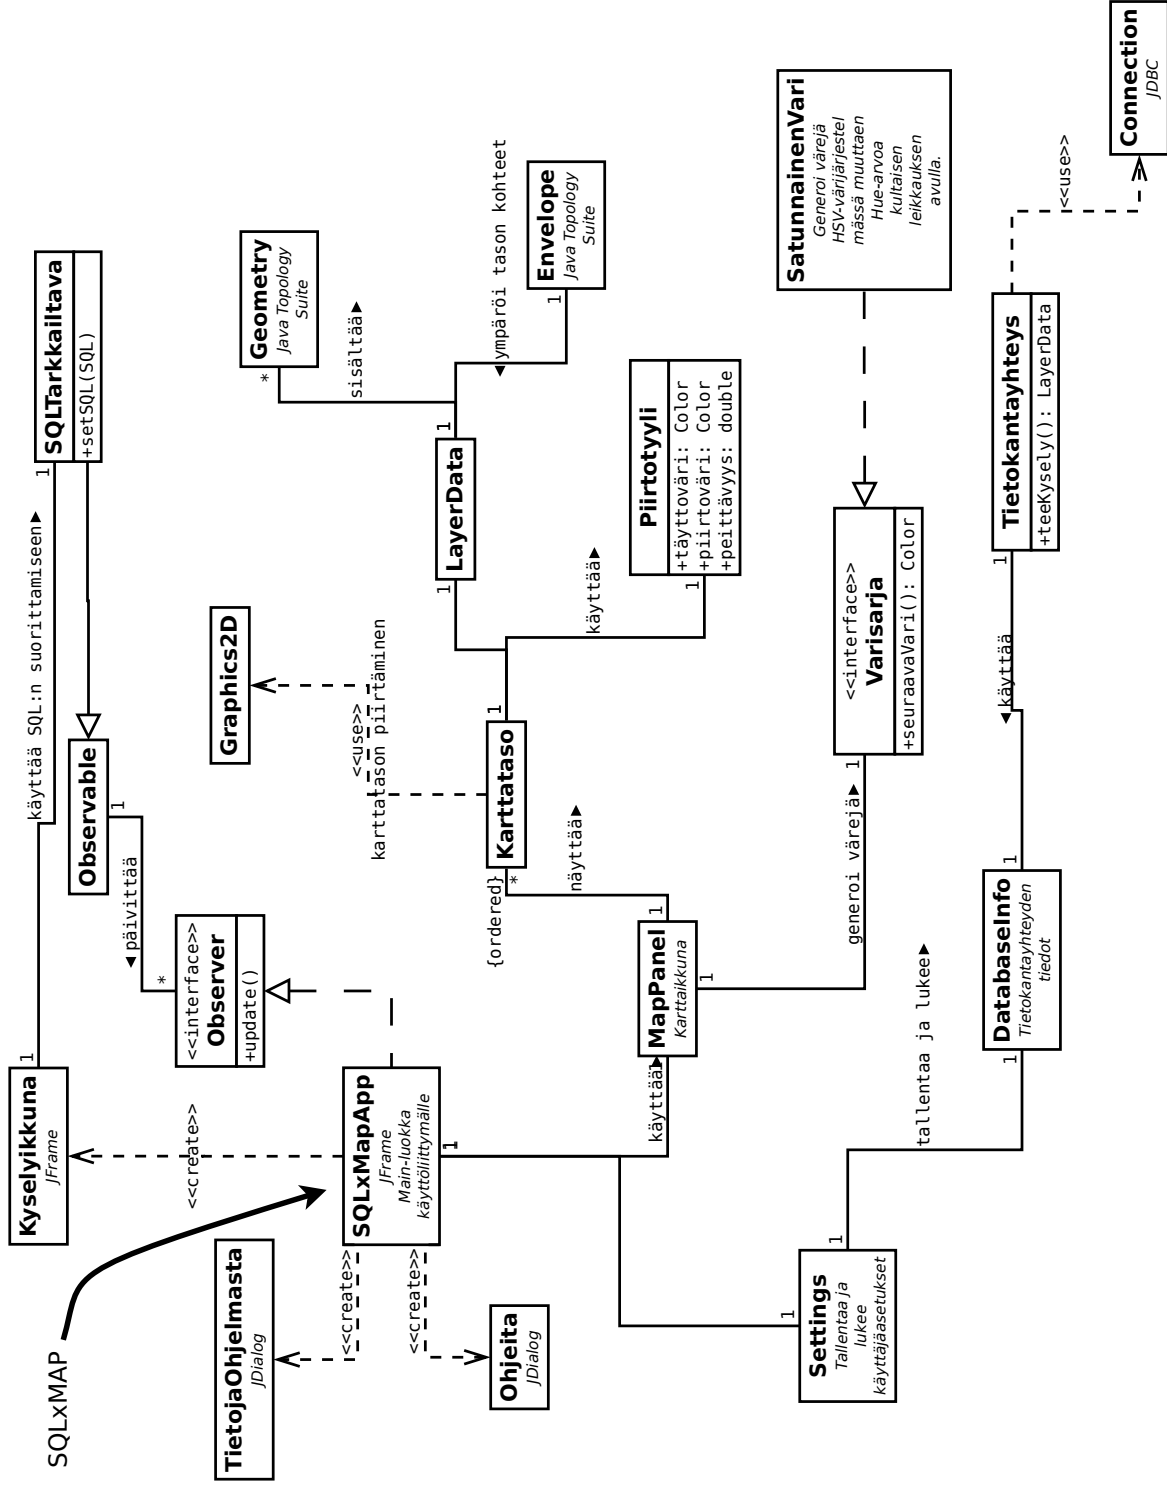 SQLxMAP
Kyselyikkuna
JFrame
1
käyttää SQL:n suorittamiseen▶
1
SQLTarkkailtava
+setSQL(SQL)
Observable
1
◀päivittää
*
<<interface>>
Observer
+update()
<<create>>
TietojaOhjelmasta
JDialog
<<create>>
SQLxMapApp
JFrame
Main-luokka
käyttöliittymälle
1
<<create>>
Ohjeita
JDialog
Graphics2D
<<use>>
karttatason piirtäminen
Geometry
Java Topology
Suite
*
sisältää▶
LayerData
1
1
◀ympäröi tason kohteet
Envelope
Java Topology
Suite
1
Karttataso
1
{ordered}
*
näyttää▶
käyttää▶
Piirtotyyli
+täyttoväri: Color
+piirtoväri: Color
+peittävyys: double
1
MapPanel
Karttaikkuna
1
1
1
käyttää▶
generoi värejä▶
1
<<interface>>
Varisarja
+seuraavaVari(): Color
SatunnainenVari
Generoi värejä
HSV-värijärjestel
mässä muuttaen
Hue-arvoa
kultaisen
leikkauksen
avulla.
Settings
Tallentaa ja
lukee
käyttäjäasetukset
1
1
tallentaa ja lukee▶
DatabaseInfo
Tietokantayhteyden
tiedot
1
1
◀käyttää
1
Tietokantayhteys
+teeKysely(): LayerData
<<use>>
Connection
JDBC